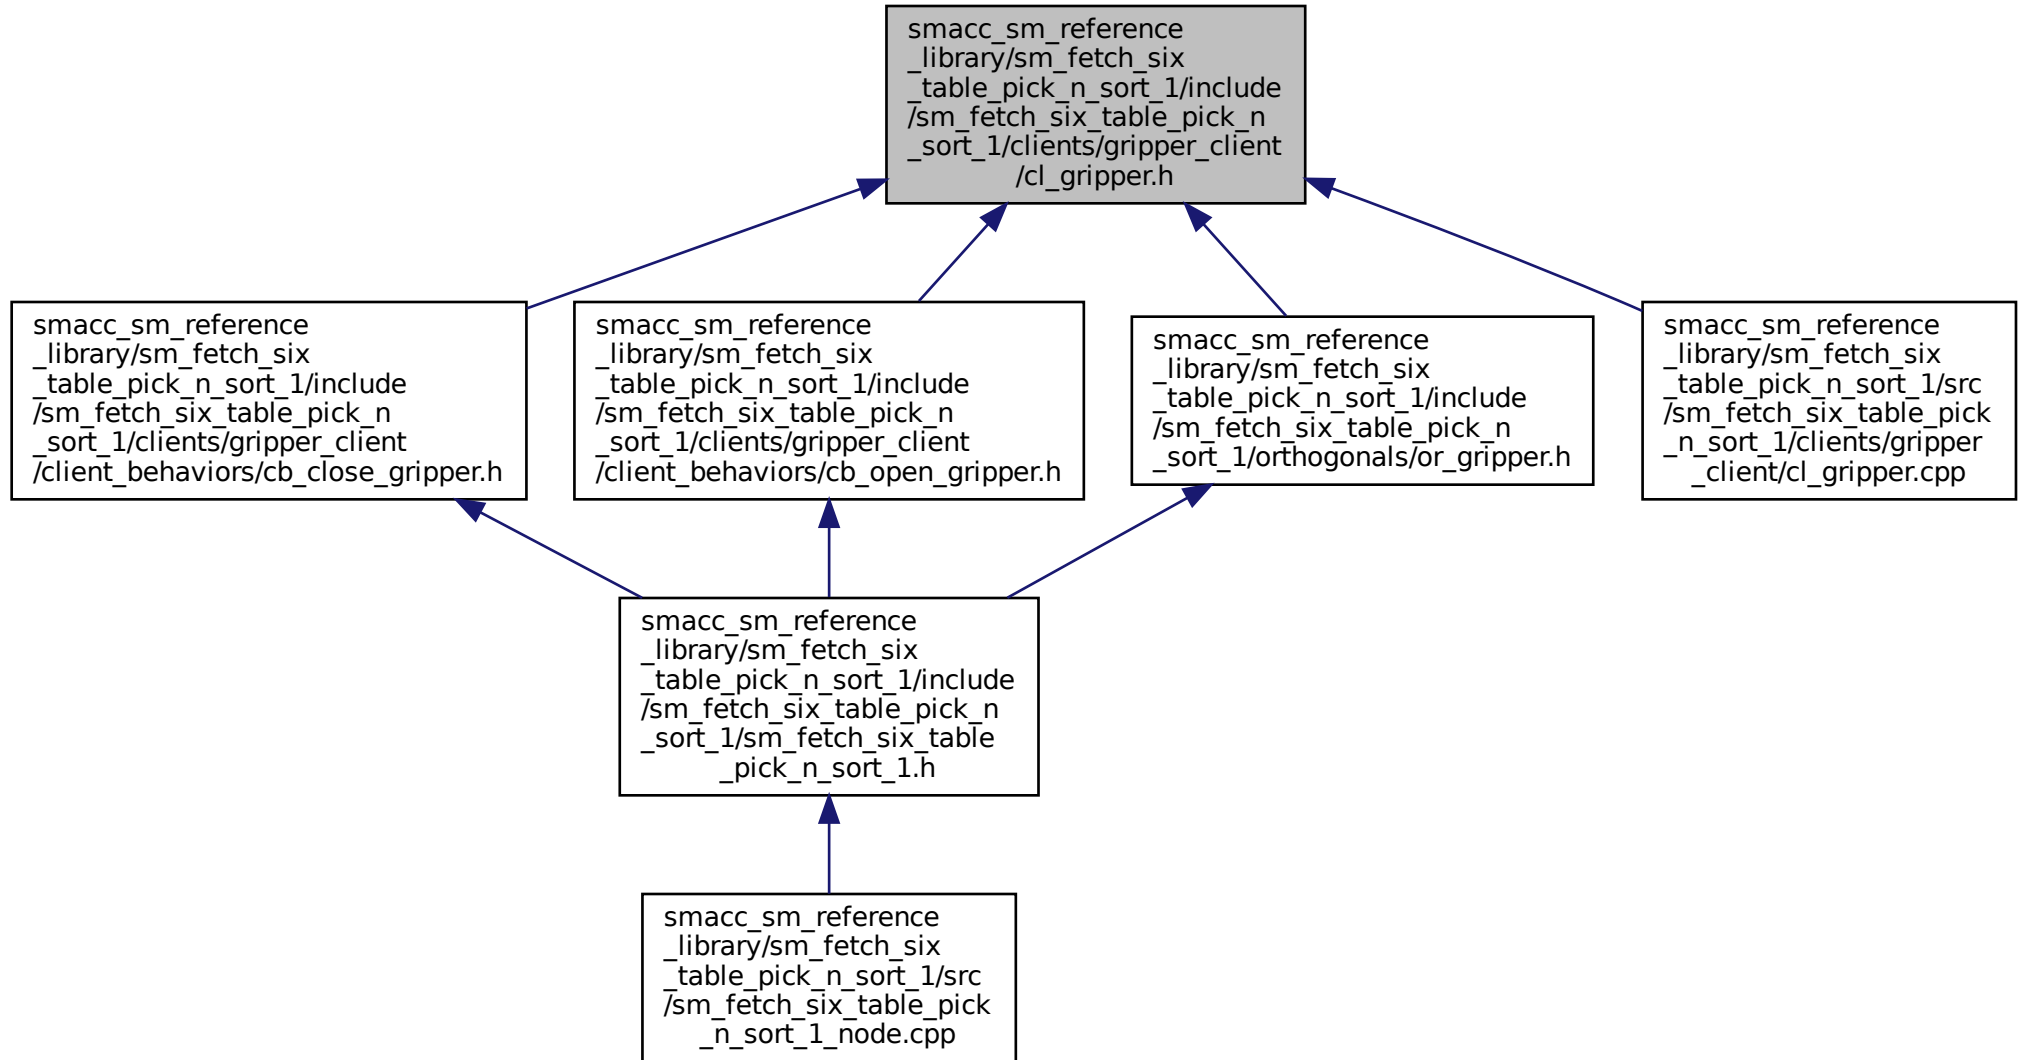 smacc_sm_reference
_library/sm_fetch_six
_table_pick_n_sort_1/include
/sm_fetch_six_table_pick_n
_sort_1/clients/gripper_client
/cl_gripper.h
smacc_sm_reference
_library/sm_fetch_six
_table_pick_n_sort_1/include
/sm_fetch_six_table_pick_n
_sort_1/clients/gripper_client
/client_behaviors/cb_close_gripper.h
smacc_sm_reference
_library/sm_fetch_six
_table_pick_n_sort_1/include
/sm_fetch_six_table_pick_n
_sort_1/clients/gripper_client
/client_behaviors/cb_open_gripper.h
smacc_sm_reference
_library/sm_fetch_six
_table_pick_n_sort_1/include
/sm_fetch_six_table_pick_n
_sort_1/orthogonals/or_gripper.h
smacc_sm_reference
_library/sm_fetch_six
_table_pick_n_sort_1/src
/sm_fetch_six_table_pick
_n_sort_1/clients/gripper
_client/cl_gripper.cpp
smacc_sm_reference
_library/sm_fetch_six
_table_pick_n_sort_1/include
/sm_fetch_six_table_pick_n
_sort_1/sm_fetch_six_table
_pick_n_sort_1.h
smacc_sm_reference
_library/sm_fetch_six
_table_pick_n_sort_1/src
/sm_fetch_six_table_pick
_n_sort_1_node.cpp